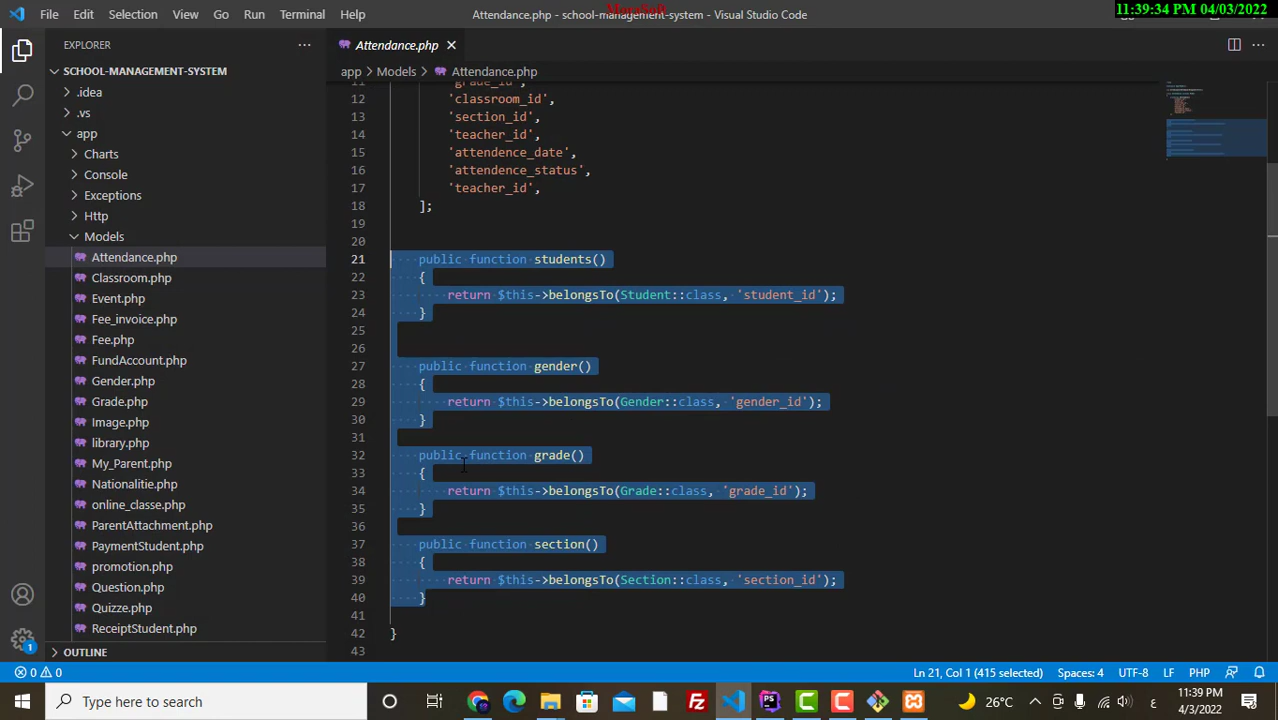 File Edit Selection View Go Run Terminal Help
Attendance.php - school-management-system - Visual Studio Code
MoraSoft
11:39:34 PM 04/03/2022
EXPLORER
SCHOOL-MANAGEMENT-SYSTEM
.idea
.vs
app
Charts
Console
Exceptions
Http
Models
Attendance.php
Classroom.php
Event.php
Fee_invoice.php
Fee.php
FundAccount.php
Gender.php
Grade.php
Image.php
library.php
My_Parent.php
Nationalitie.php
online_classe.php
ParentAttachment.php
PaymentStudent.php
promotion.php
Question.php
Quizze.php
ReceiptStudent.php
OUTLINE
Attendance.php
app > Models > Attendance.php
'grade_id',
12 'classroom_id',
13 'section_id',
14 'teacher_id',
15 'attendence_date',
16 'attendence_status',
17 'teacher_id',
18 ];
19
20
21 public function students()
22 {
23 return $this->belongsTo(Student::class, 'student_id');
24 }
25
26
27 public function gender()
28 {
29 return $this->belongsTo(Gender::class, 'gender_id');
30 }
31
32 public function grade()
33 {
34 return $this->belongsTo(Grade::class, 'grade_id');
35 }
36
37 public function section()
38 {
39 return $this->belongsTo(Section::class, 'section_id');
40 }
41
42 }
43
1
0 0 Ln 21, Col 1 (415 selected) Spaces: 4 UTF-8 LF PHP
Type here to search
26°C ع 11:39 PM
4/3/2022